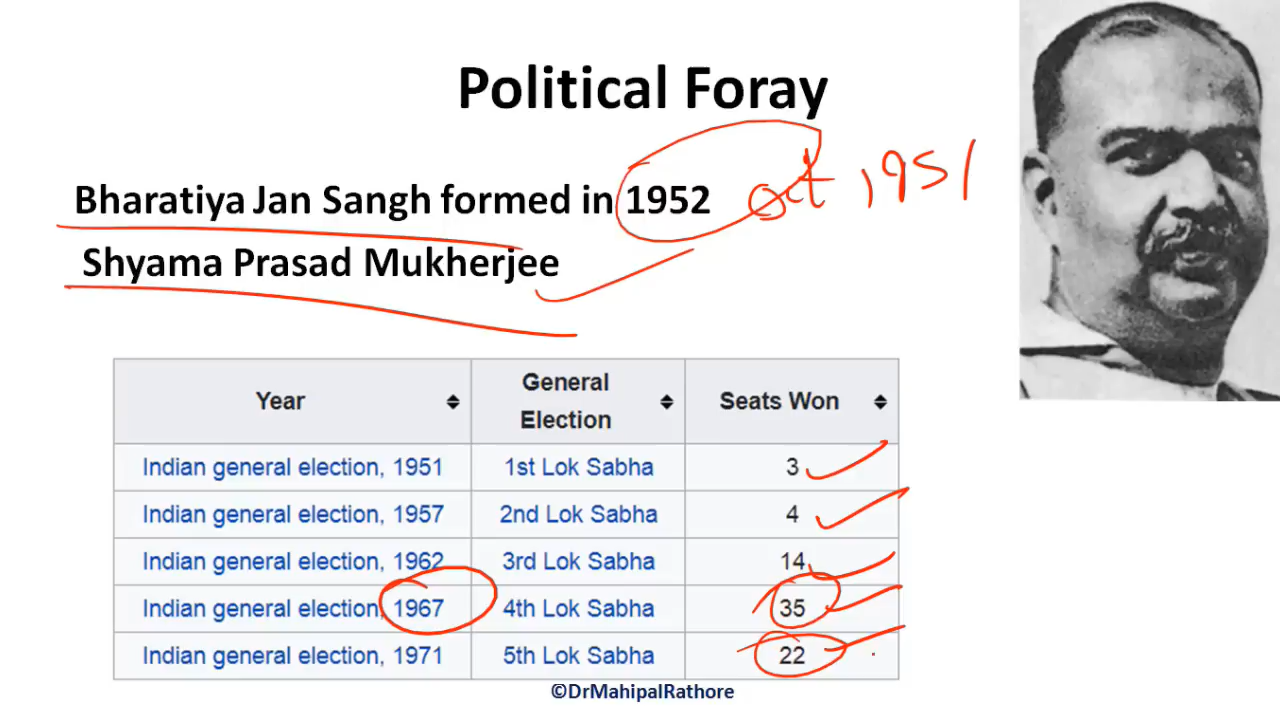 Political Foray
Bharatiya Jan Sangh formed in 1952 oct 1951
Shyama Prasad Mukherjee
Year General Election Seats Won
Indian general election, 1951 1st Lok Sabha 3
Indian general election, 1957 2nd Lok Sabha 4
Indian general election, 1962 3rd Lok Sabha 14
Indian general election, 1967 4th Lok Sabha 35
Indian general election, 1971 5th Lok Sabha 22
©DrMahipalRathore